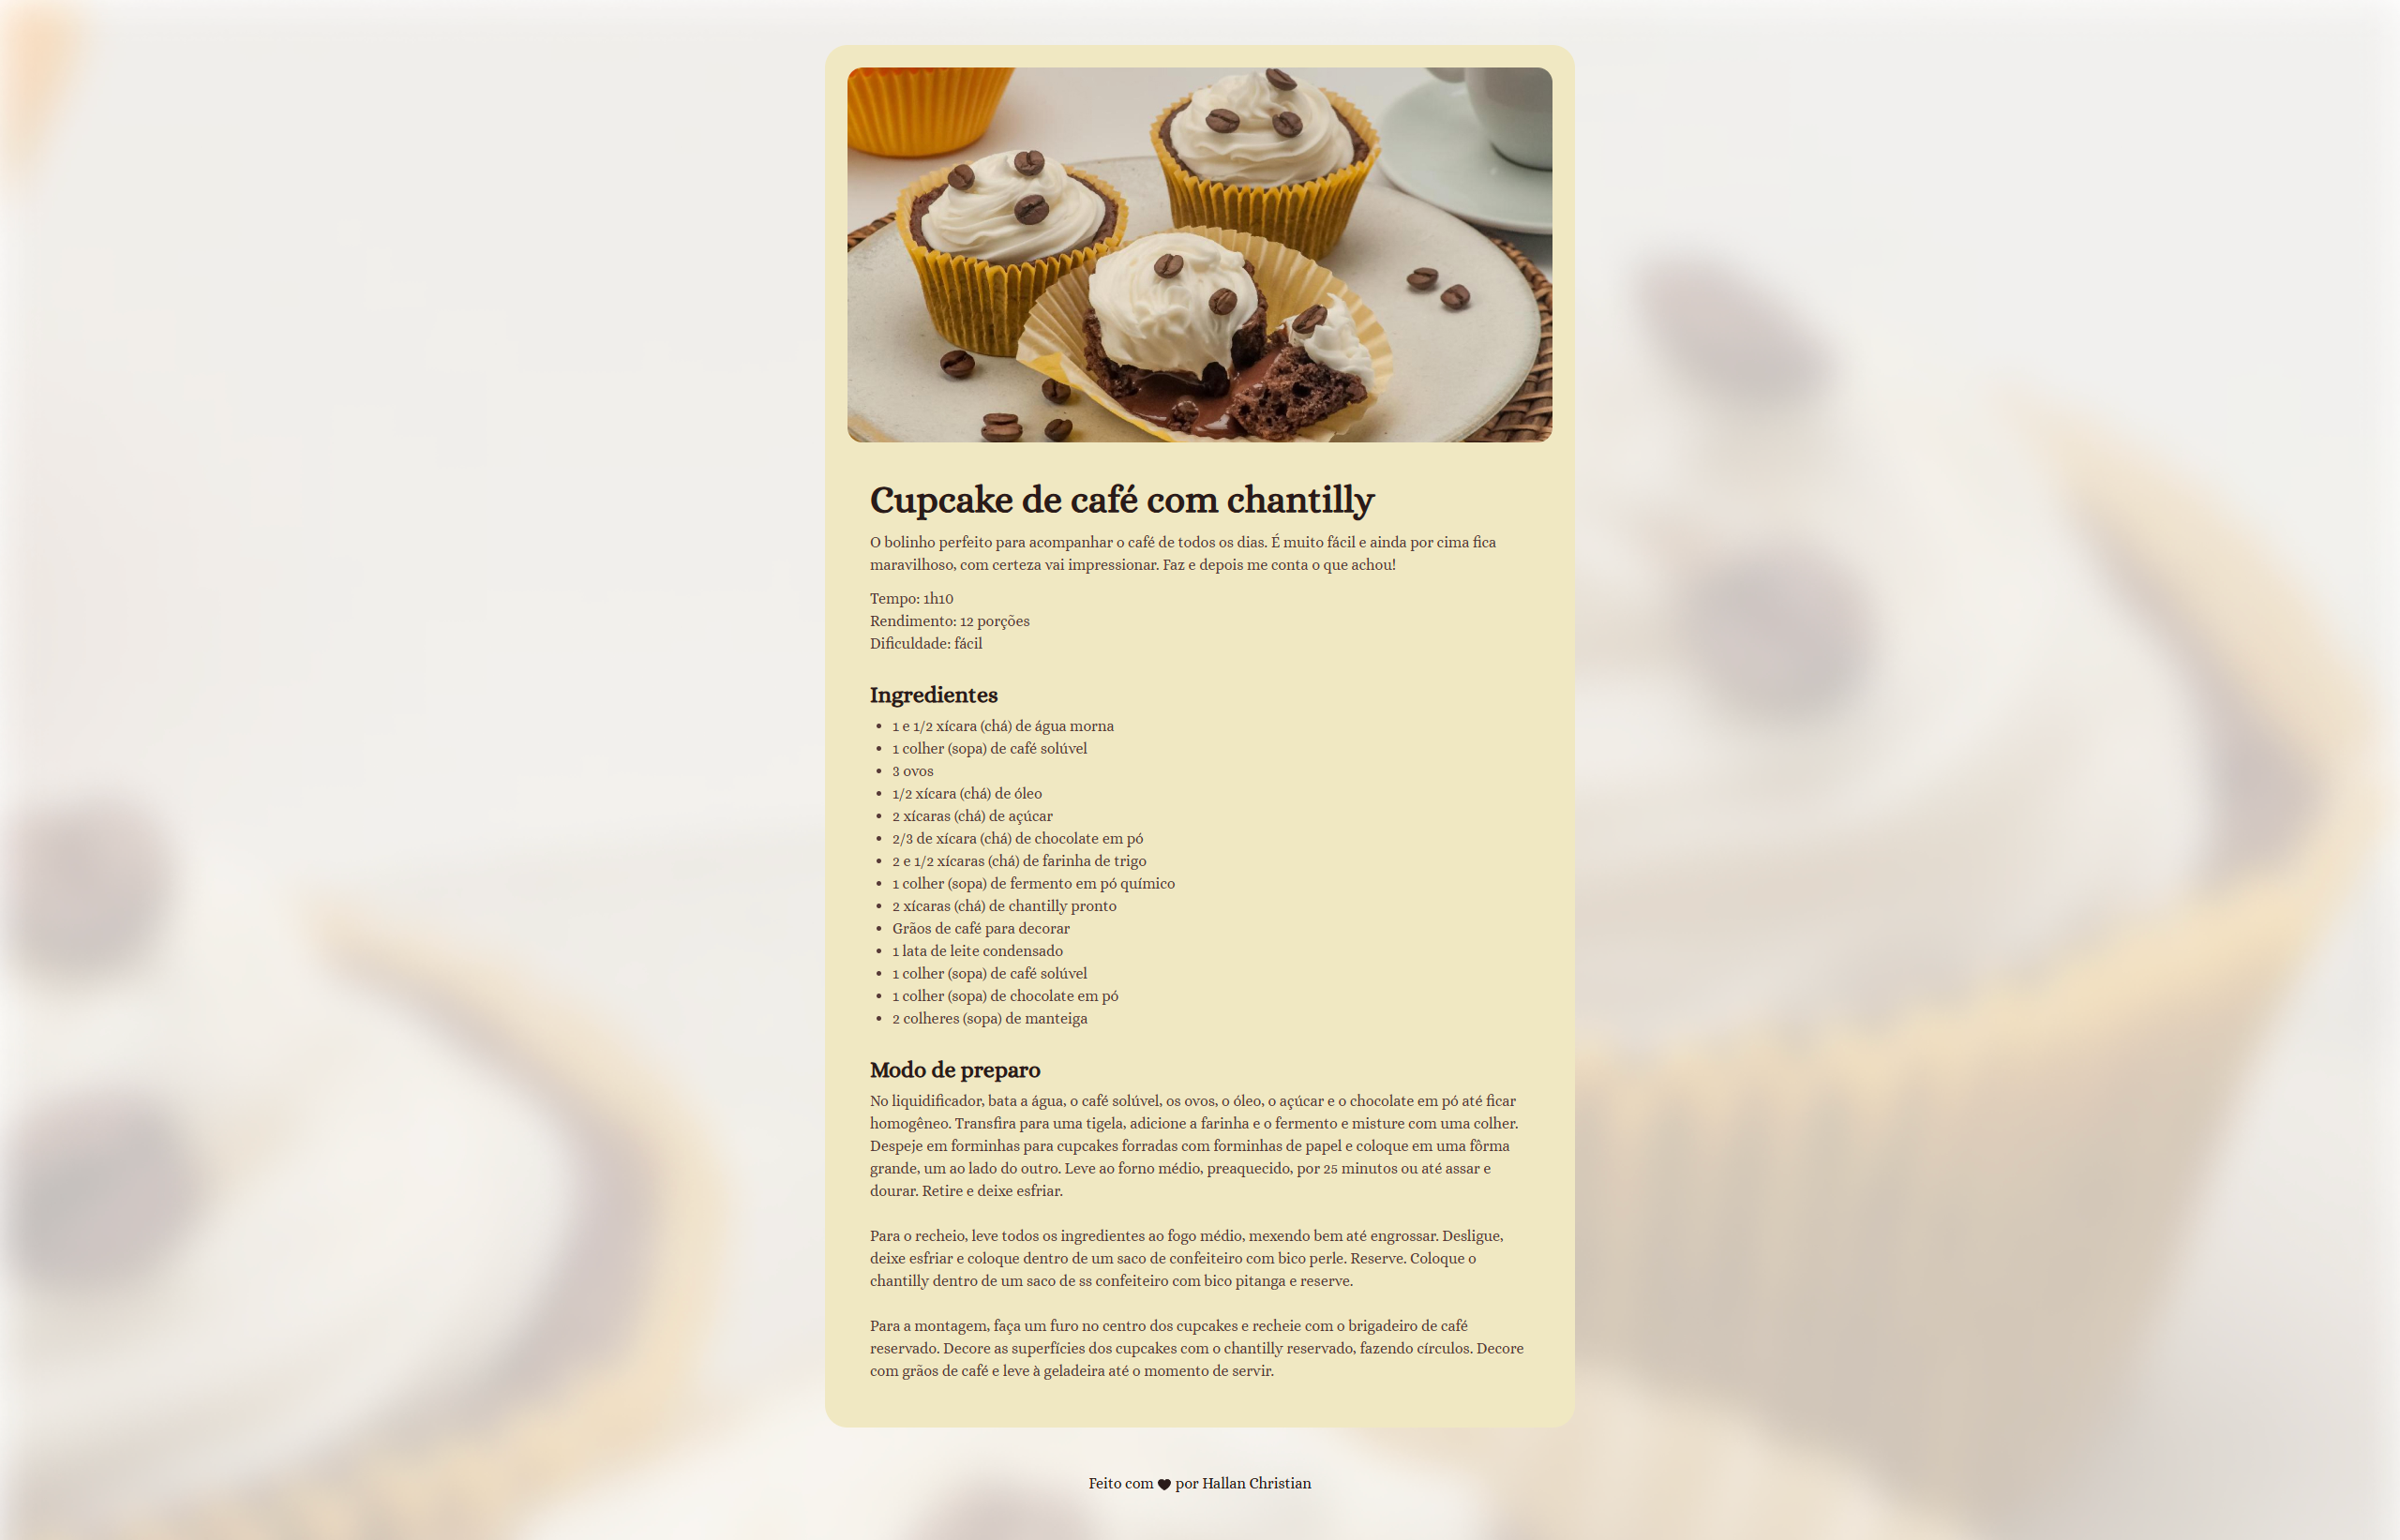 Cupcake de café com chantilly
O bolinho perfeito para acompanhar o café de todos os dias. É muito fácil e ainda por cima fica
maravilhoso, com certeza vai impressionar. Faz e depois me conta o que achou!
Tempo: 1h10
Rendimento: 12 porções
Dificuldade: fácil
Ingredientes
• 1 e 1/2 xícara (chá) de água morna
• 1 colher (sopa) de café solúvel
• 3 ovos
• 1/2 xícara (chá) de óleo
• 2 xícaras (chá) de açúcar
• 2/3 de xícara (chá) de chocolate em pó
• 2 e 1/2 xícaras (chá) de farinha de trigo
• 1 colher (sopa) de fermento em pó químico
• 2 xícaras (chá) de chantilly pronto
• Grãos de café para decorar
• 1 lata de leite condensado
• 1 colher (sopa) de café solúvel
• 1 colher (sopa) de chocolate em pó
• 2 colheres (sopa) de manteiga
Modo de preparo
No liquidificador, bata a água, o café solúvel, os ovos, o óleo, o açúcar e o chocolate em pó até ficar
homogêneo. Transfira para uma tigela, adicione a farinha e o fermento e misture com uma colher.
Despeje em forminhas para cupcakes forradas com forminhas de papel e coloque em uma fôrma
grande, um ao lado do outro. Leve ao forno médio, preaquecido, por 25 minutos ou até assar e
dourar. Retire e deixe esfriar.
Para o recheio, leve todos os ingredientes ao fogo médio, mexendo bem até engrossar. Desligue,
deixe esfriar e coloque dentro de um saco de confeiteiro com bico perle. Reserve. Coloque o
chantilly dentro de um saco de ss confeiteiro com bico pitanga e reserve.
Para a montagem, faça um furo no centro dos cupcakes e recheie com o brigadeiro de café
reservado. Decore as superfícies dos cupcakes com o chantilly reservado, fazendo círculos. Decore
com grãos de café e leve à geladeira até o momento de servir.
Feito com ♥ por Hallan Christian